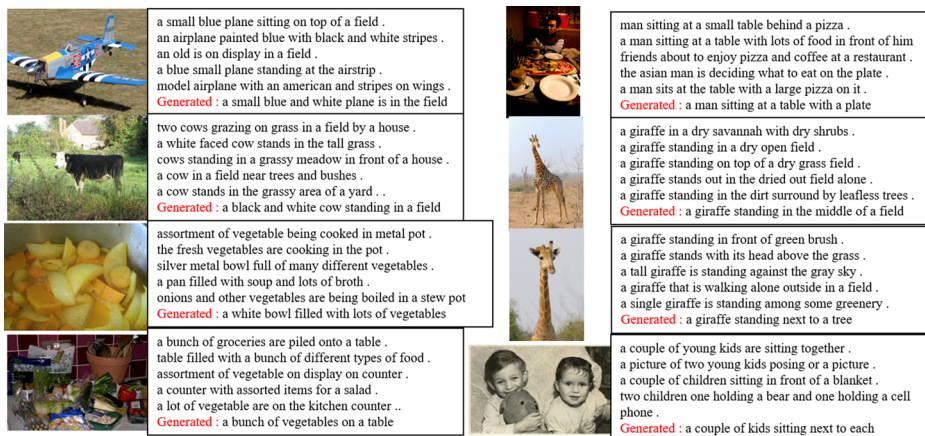 a small blue plane sitting on top of a field .
an airplane painted blue with black and white stripes .
an old is on display in a field .
a blue small plane standing at the airstrip .
model airplane with an american and stripes on wings .
Generated : a small blue and white plane is in the field
two cows grazing on grass in a field by a house .
a white faced cow stands in the tall grass .
cows standing in a grassy meadow in front of a house .
a cow in a field near trees and bushes .
a cow stands in the grassy area of a yard . .
Generated : a black and white cow standing in a field
assortment of vegetable being cooked in metal pot .
the fresh vegetables are cooking in the pot .
silver metal bowl full of many different vegetables .
a pan filled with soup and lots of broth .
onions and other vegetables are being boiled in a stew pot
Generated : a white bowl filled with lots of vegetables
a bunch of groceries are piled onto a table .
table filled with a bunch of different types of food .
assortment of vegetable on display on counter .
a counter with assorted items for a salad .
a lot of vegetable are on the kitchen counter ..
Generated : a bunch of vegetables on a table
man sitting at a small table behind a pizza .
a man sitting at a table with lots of food in front of him
friends about to enjoy pizza and coffee at a restaurant .
the asian man is deciding what to eat on the plate .
a man sits at the table with a large pizza on it .
Generated : a man sitting at a table with a plate
a giraffe in a dry savannah with dry shrubs .
a giraffe standing in a dry open field .
a giraffe standing on top of a dry grass field .
a giraffe stands out in the dried out field alone .
a giraffe standing in the dirt surround by leafless trees .
Generated : a giraffe standing in the middle of a field
a giraffe standing in front of green brush .
a giraffe stands with its head above the grass .
a tall giraffe is standing against the gray sky .
a giraffe that is walking alone outside in a field .
a single giraffe is standing among some greenery .
Generated : a giraffe standing next to a tree
a couple of young kids are sitting together .
a picture of two young kids posing or a picture .
a couple of children sitting in front of a blanket .
two children one holding a bear and one holding a cell
phone .
Generated : a couple of kids sitting next to each